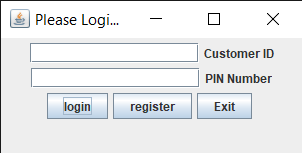 Please Logi...
Customer ID
PIN Number
login register Exit